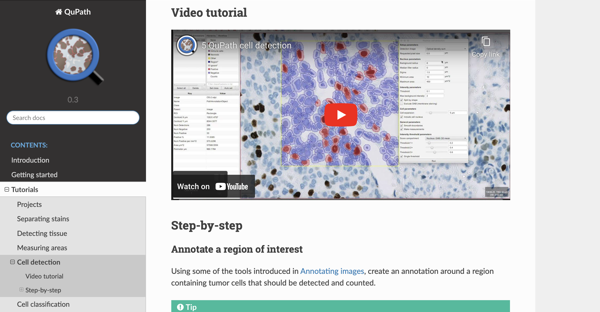 QuPath
0.3
Search docs
CONTENTS:
Introduction
Getting started
Tutorials
Projects
Separating stains
Detecting tissue
Measuring areas
Cell detection
Video tutorial
Step-by-step
Cell classification
Video tutorial
5 QuPath cell detection
Copy link
Watch on YouTube
Step-by-step
Annotate a region of interest
Using some of the tools introduced in Annotating images, create an annotation around a region
containing tumor cells that should be detected and counted.
Tip